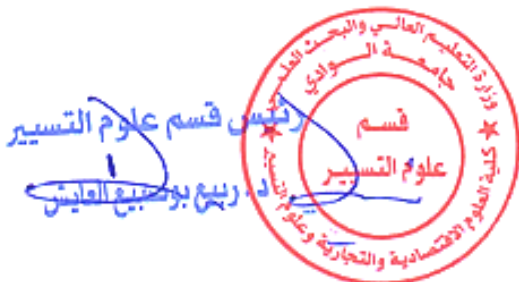 وزارة التعليم العالي والبحث العلمي
جامعة الوادي
كلية العلوم الاقتصادية والتجارية وعلوم التسيير
قسم
علوم التسيير
رئيس قسم علوم التسيير
د. ربيع بوصبيع العايش